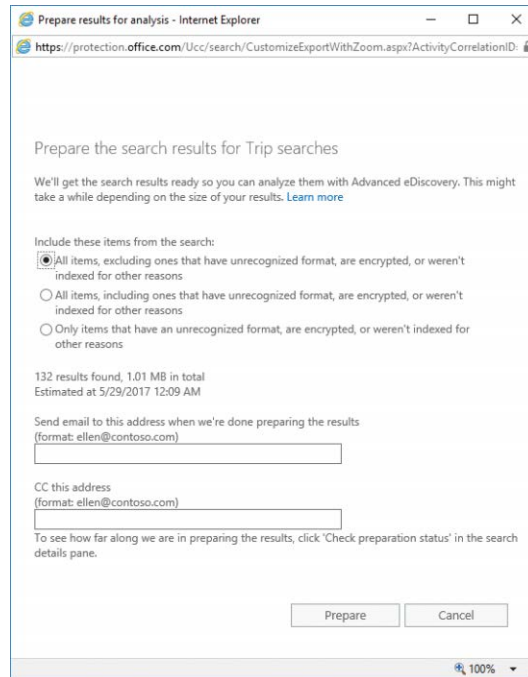 Prepare results for analysis - Internet Explorer
https://protection.office.com/Ucc/search/CustomizeExportWithZoom.aspx?ActivityCorrelationID:
Prepare the search results for Trip searches
We'll get the search results ready so you can analyze them with Advanced eDiscovery. This might
take a while depending on the size of your results. Learn more
Include these items from the search:
All items, excluding ones that have unrecognized format, are encrypted, or weren't
indexed for other reasons
All items, including ones that have unrecognized format, are encrypted, or weren't
indexed for other reasons
Only items that have an unrecognized format, are encrypted, or weren't indexed for
other reasons
132 results found, 1.01 MB in total
Estimated at 5/29/2017 12:09 AM
Send email to this address when we're done preparing the results
(format: ellen@contoso.com)
CC this address
(format: ellen@contoso.com)
To see how far along we are in preparing the results, click 'Check preparation status' in the search
details pane.
Prepare Cancel
100%